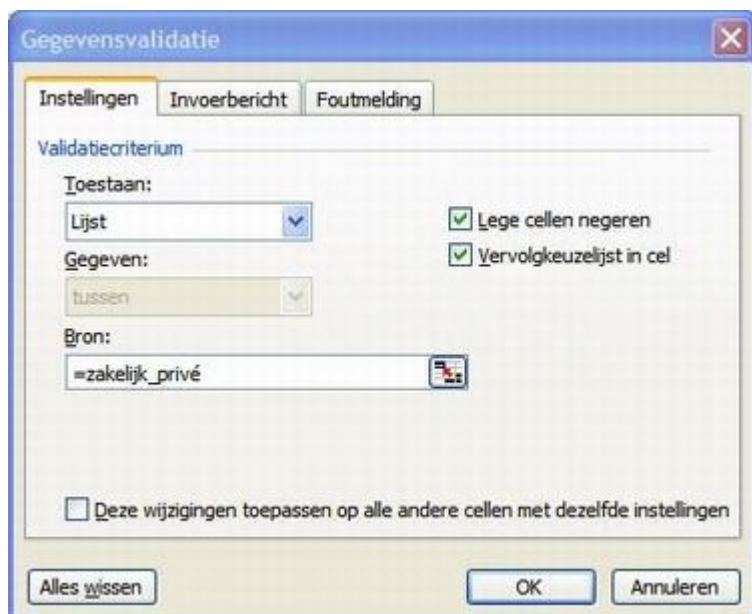 Gegevensvalidatie
Instellingen Invoerbericht Foutmelding
Validatiecriterium
Toestaan:
Lijst
Lege cellen negeren
Gegeven:
Vervolgkeuzelijst in cel
tussen
Bron:
=zakelijk_privé
Deze wijzigingen toepassen op alle andere cellen met dezelfde instellingen
Alles wissen OK Annuleren